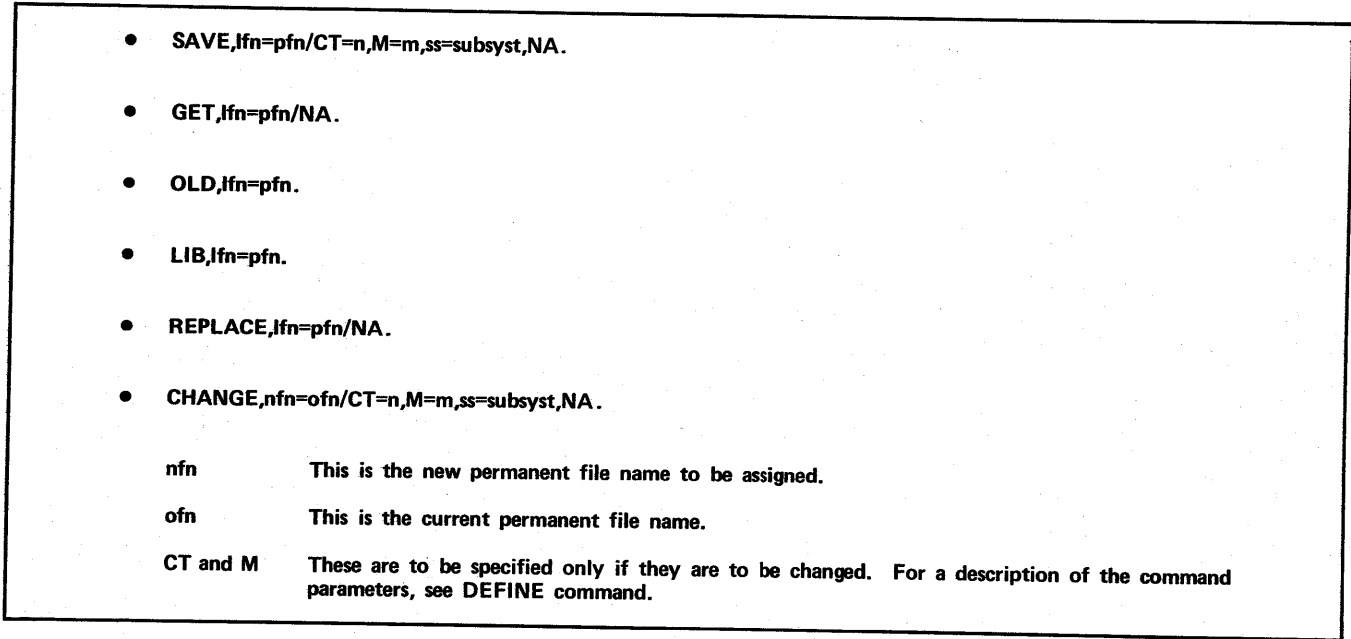 • SAVE,lfn=pfn/CT=n,M=m,ss=subsyst,NA.
• GET,lfn=pfn/NA.
• OLD,lfn=pfn.
• LIB,lfn=pfn.
• REPLACE,lfn=pfn/NA.
• CHANGE,nfn=ofn/CT=n,M=m,ss=subsyst,NA.
nfn This is the new permanent file name to be assigned.
ofn This is the current permanent file name.
CT and M These are to be specified only if they are to be changed. For a description of the command
parameters, see DEFINE command.